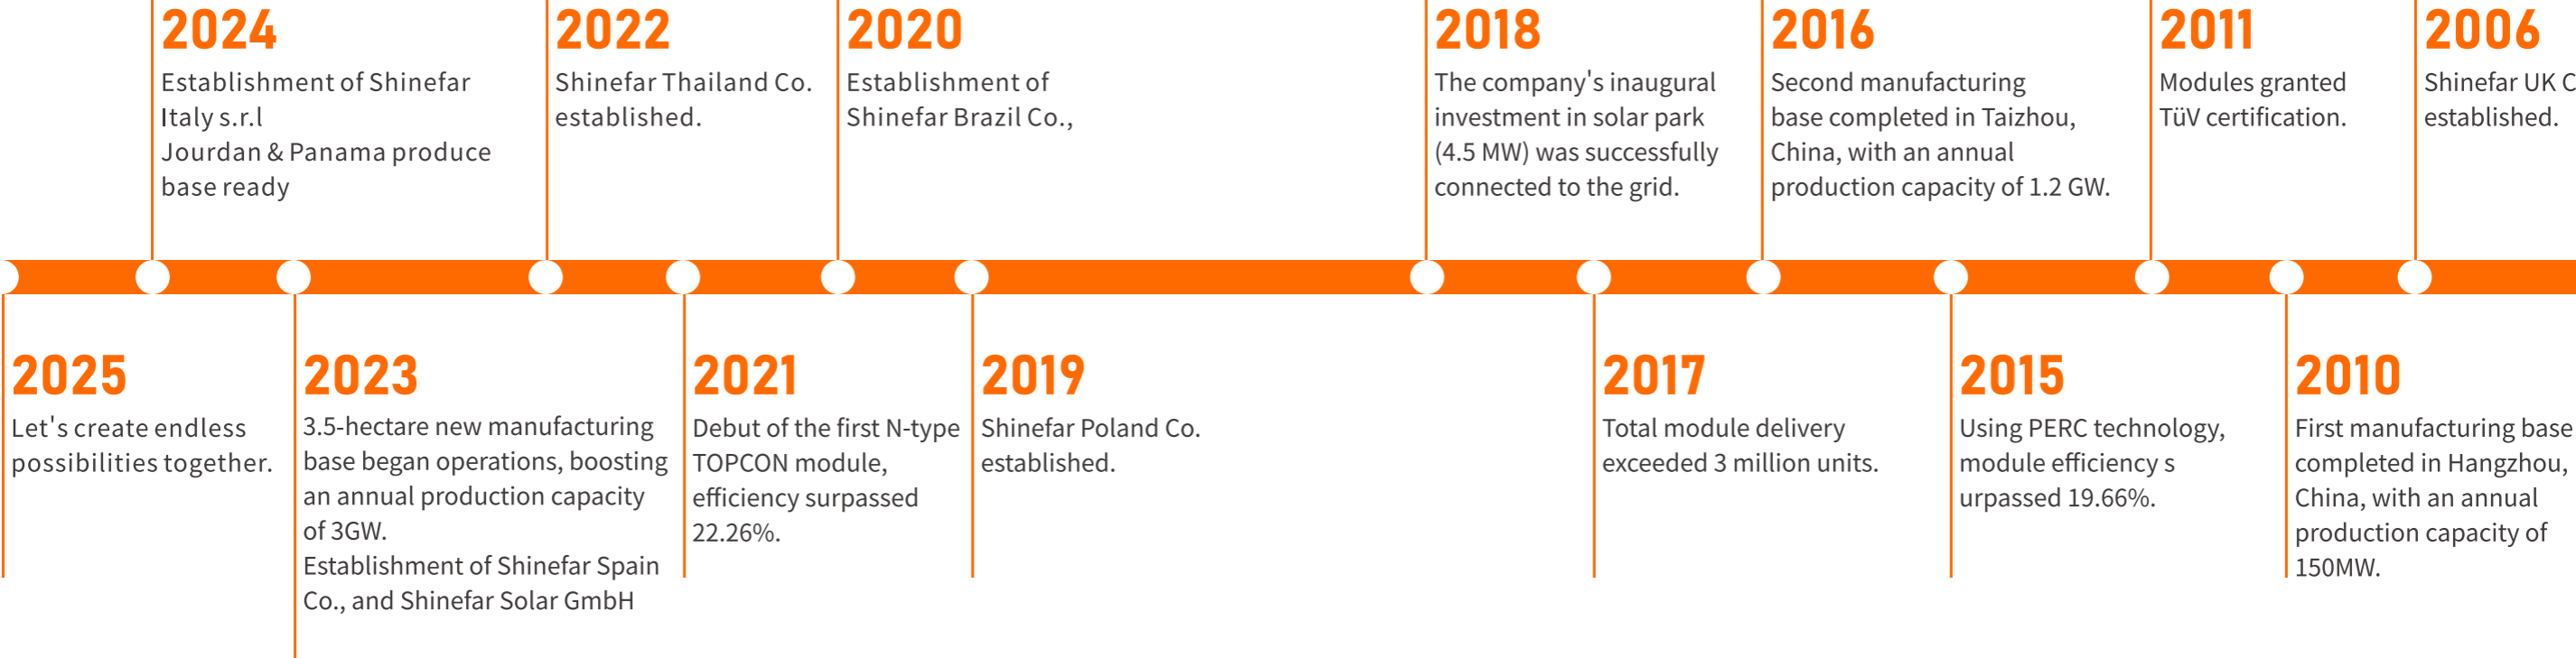 2024
Establishment of Shinefar
Italy s.r.l
Jourdan & Panama produce
base ready
2022
Shinefar Thailand Co.
established.
2020
Establishment of
Shinefar Brazil Co.,
2018
The company's inaugural
investment in solar park
(4.5 MW) was successfully
connected to the grid.
2016
Second manufacturing
base completed in Taizhou,
China, with an annual
production capacity of 1.2 GW.
2011
Modules granted
TüV certification.
2006
Shinefar UK C
established.
2025
Let's create endless
possibilities together.
2023
3.5-hectare new manufacturing
base began operations, boosting
an annual production capacity
of 3GW.
Establishment of Shinefar Spain
Co., and Shinefar Solar GmbH
2021
Debut of the first N-type
TOPCON module,
efficiency surpassed
22.26%.
2019
Shinefar Poland Co.
established.
2017
Total module delivery
exceeded 3 million units.
2015
Using PERC technology,
module efficiency s
urpassed 19.66%.
2010
First manufacturing base
completed in Hangzhou,
China, with an annual
production capacity of
150MW.